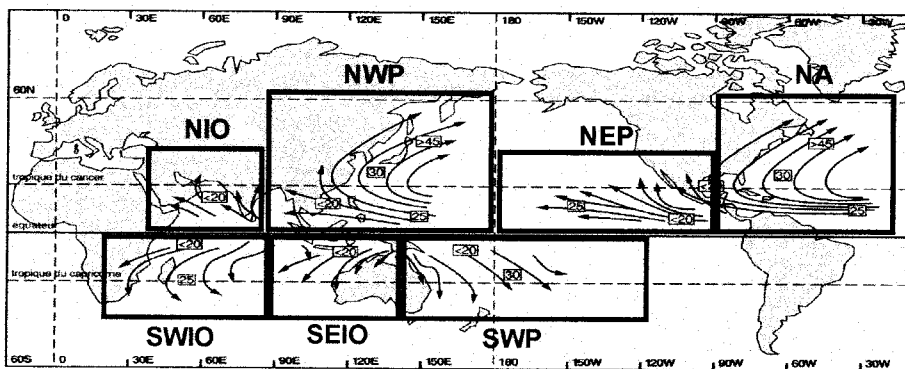 0 30E 60E 90E 120E 150E 180 150W 120W 90W 60W 30W
60N
NWP
NA
NIO
NEP
>45
>45
30
30
tropique du cancer
<20
<20
25
25
<20
<20
25
équateur
<20
<20
<20
tropique du capricorne
25
30
SWIO
SEIO
SWP
60S 0 30E 60E 90E 120E 150E 180 150W 120W 90W 60W 30W